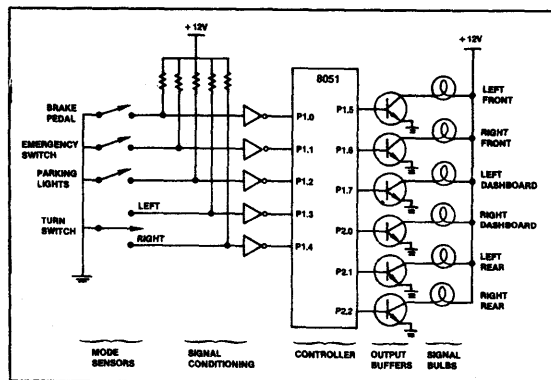 + 12V
+ 12V
8051
BRAKE
PEDAL
P1.0
P1.5
LEFT
FRONT
EMERGENCY
SWITCH
P1.1
P1.6
RIGHT
FRONT
PARKING
LIGHTS
P1.2
P1.7
LEFT
DASHBOARD
TURN
SWITCH
LEFT
P1.3
P2.0
RIGHT
DASHBOARD
RIGHT
P1.4
P2.1
LEFT
REAR
P2.2
RIGHT
REAR
MODE
SENSORS
SIGNAL
CONDITIONING
CONTROLLER
OUTPUT
BUFFERS
SIGNAL
BULBS